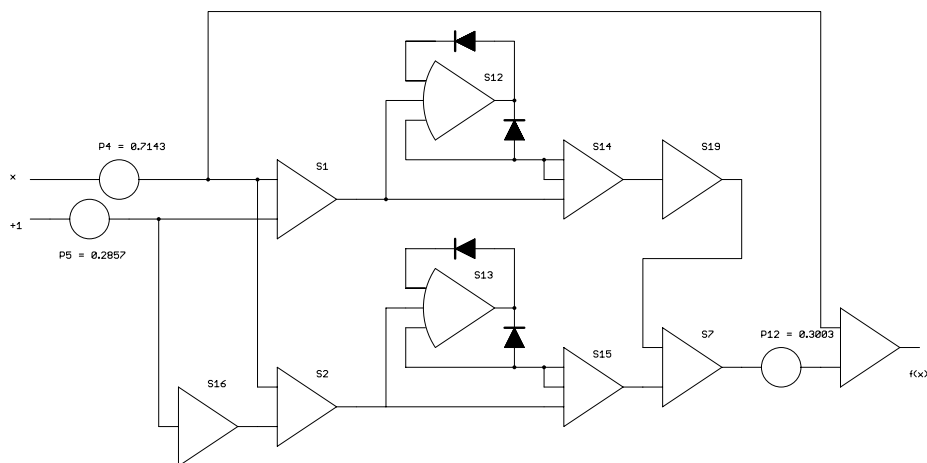 S12
P4 = 0.7143
S14
S19
x
S1
+1
P5 = 0.2857
S13
S7
P12 = 0.3003
S15
S2
S16
f(x)